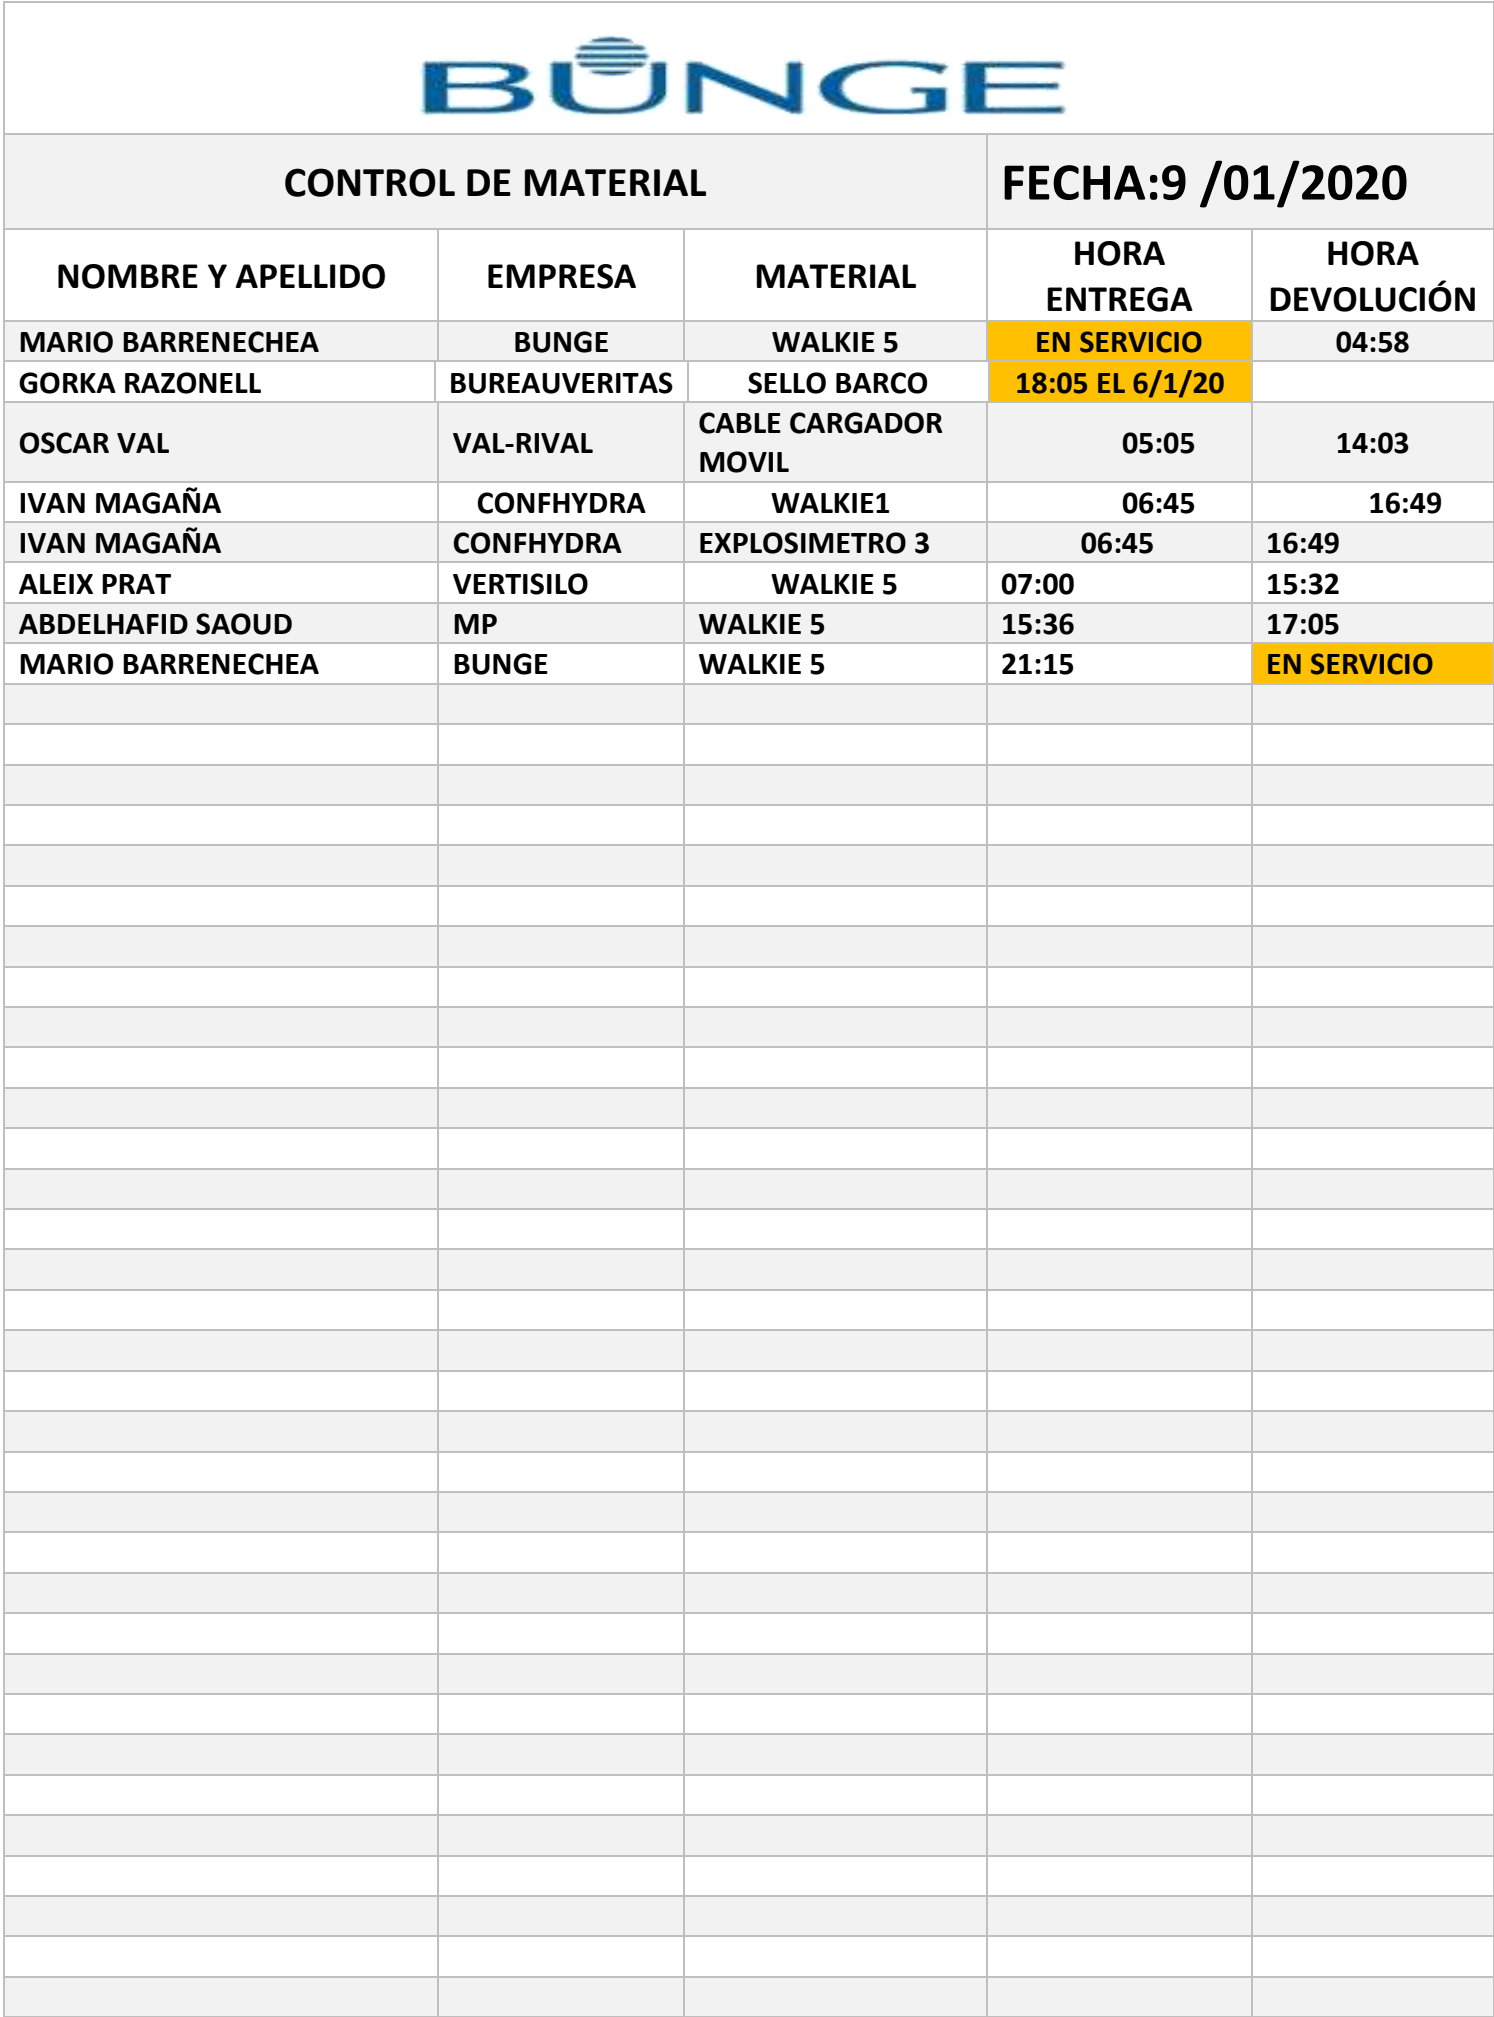 BUNGE
CONTROL DE MATERIAL FECHA:9 /01/2020
NOMBRE Y APELLIDO EMPRESA MATERIAL HORA ENTREGA HORA DEVOLUCIÓN
MARIO BARRENECHEA BUNGE WALKIE 5 EN SERVICIO 04:58
GORKA RAZONELL BUREAUVERITAS SELLO BARCO 18:05 EL 6/1/20
OSCAR VAL VAL-RIVAL CABLE CARGADOR MOVIL 05:05 14:03
IVAN MAGAÑA CONFHYDRA WALKIE1 06:45 16:49
IVAN MAGAÑA CONFHYDRA EXPLOSIMETRO 3 06:45 16:49
ALEIX PRAT VERTISILO WALKIE 5 07:00 15:32
ABDELHAFID SAOUD MP WALKIE 5 15:36 17:05
MARIO BARRENECHEA BUNGE WALKIE 5 21:15 EN SERVICIO